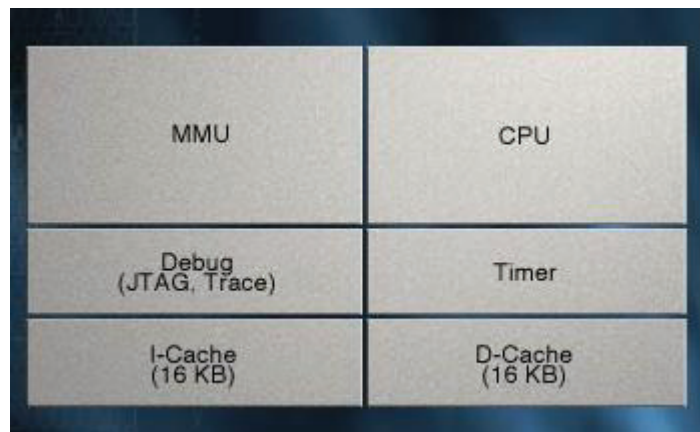 MMU
CPU
Debug
(JTAG, Trace)
Timer
I-Cache
(16 KB)
D-Cache
(16 KB)